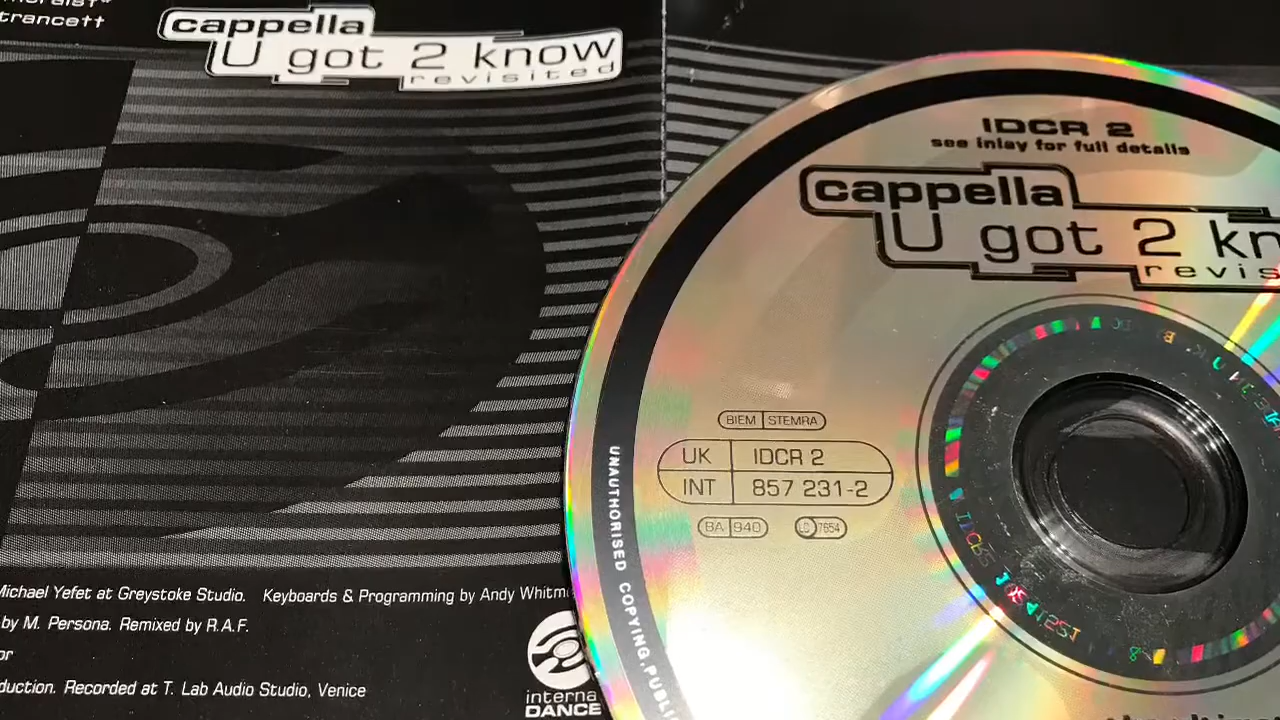 trancett
cappella
U got 2 know
revisited
Michael Yefet at Greystoke Studio. Keyboards & Programming by Andy Whitm
by M. Persona. Remixed by R.A.F.
or
duction. Recorded at T. Lab Audio Studio, Venice
interna
DANCE
IDCR 2
see inlay for full details
cappella
U got 2 kn
revis
BIEM STEMRA
UK IDCR 2
INT 857 231-2
BA 940
LC 7654
UNAUTHORISED COPYING, PUBLI